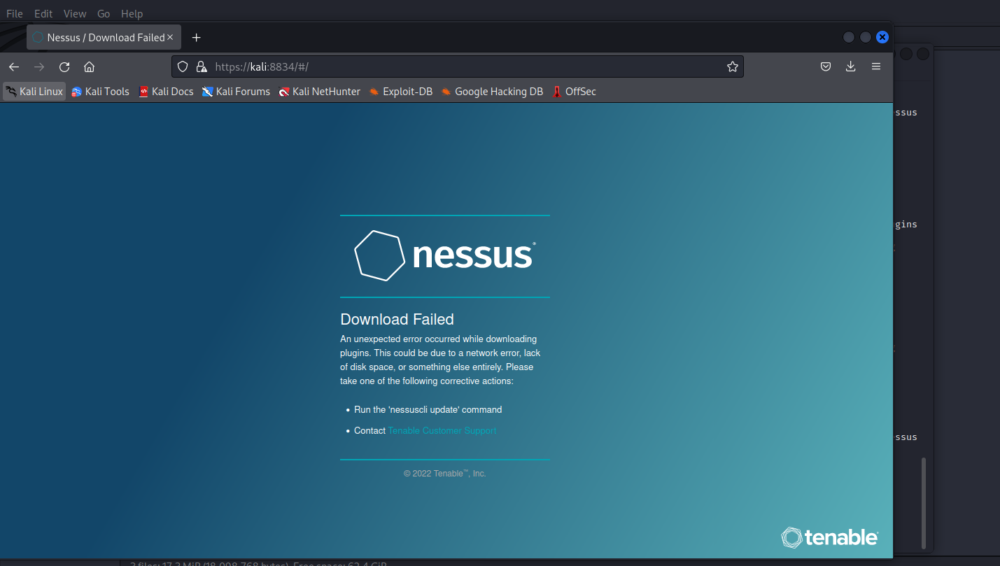 File Edit View Go Help
Nessus / Download Failed
https://kali:8834/#/
Kali Linux Kali Tools Kali Docs Kali Forums Kali NetHunter Exploit-DB Google Hacking DB OffSec
ssus
gins
nessus®
Download Failed
An unexpected error occurred while downloading
plugins. This could be due to a network error, lack
of disk space, or something else entirely. Please
take one of the following corrective actions:
• Run the 'nessuscli update' command
• Contact Tenable Customer Support
ssus
© 2022 Tenable™, Inc.
tenable®
3 files: 17.3 MiB (18,098,768 bytes), Free space: 62.4 GiB